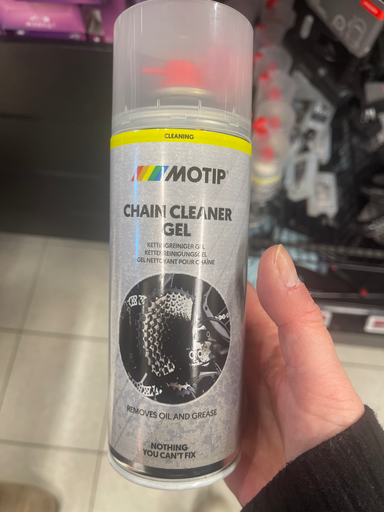 CLEANING
MOTIP®
CHAIN CLEANER
GEL
KETTINGREINIGER GEL
KETTENREINIGUNGSGEL
GEL NETTOYANT POUR CHAÎNE
REMOVES OIL AND GREASE
NOTHING
YOU CAN'T FIX